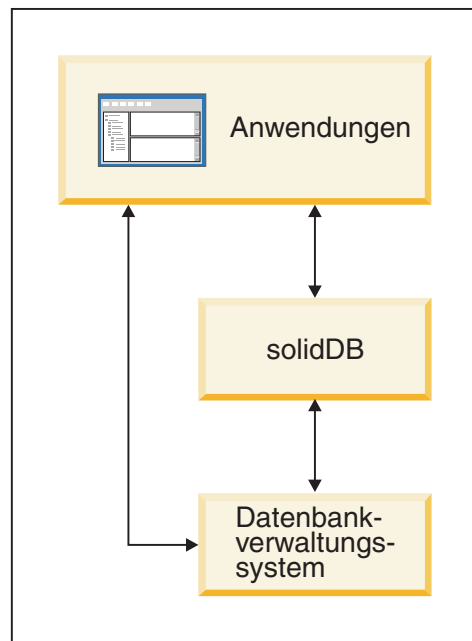 Anwendungen
solidDB
Datenbank-
verwaltungs-
system